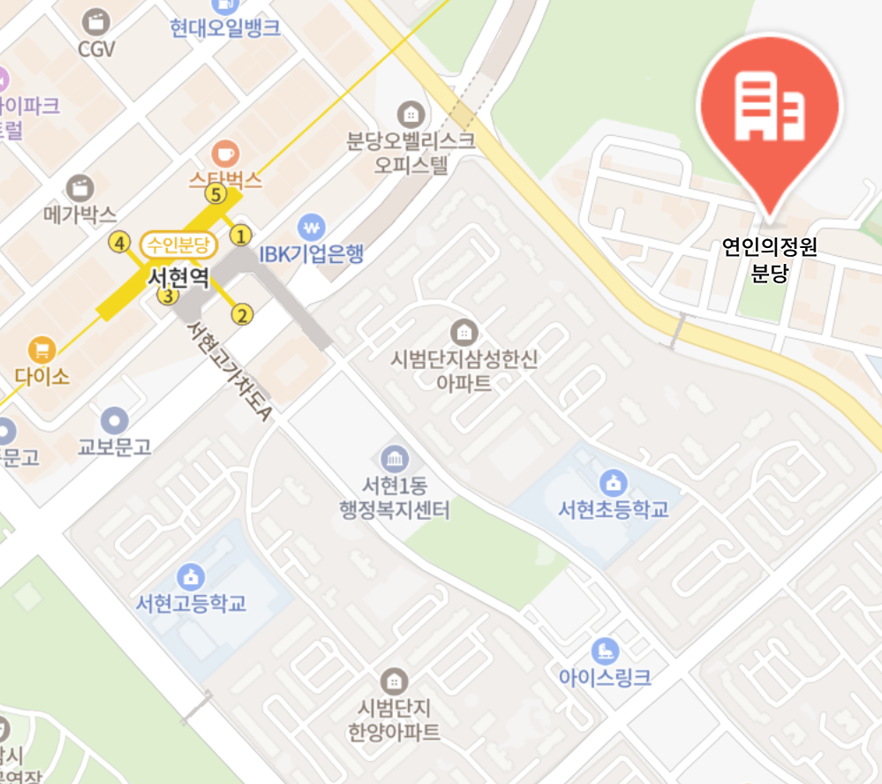 CGV
현대오일뱅크
분당오벨리스크
오피스텔
스타벅스
메가박스
5
1
4
수인분당
서현역
3
2
IBK기업은행
연인의정원
분당
다이소
서현고가차도A
시범단지삼성한신
아파트
교보문고
서현1동
행정복지센터
서현초등학교
서현고등학교
아이스링크
시범단지
한양아파트